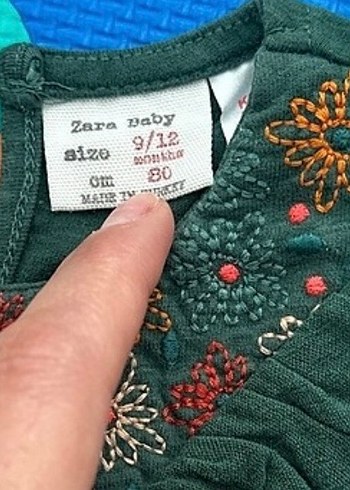 Zara Baby
size 9/12
months
cm 80
MADE IN TURKEY
K